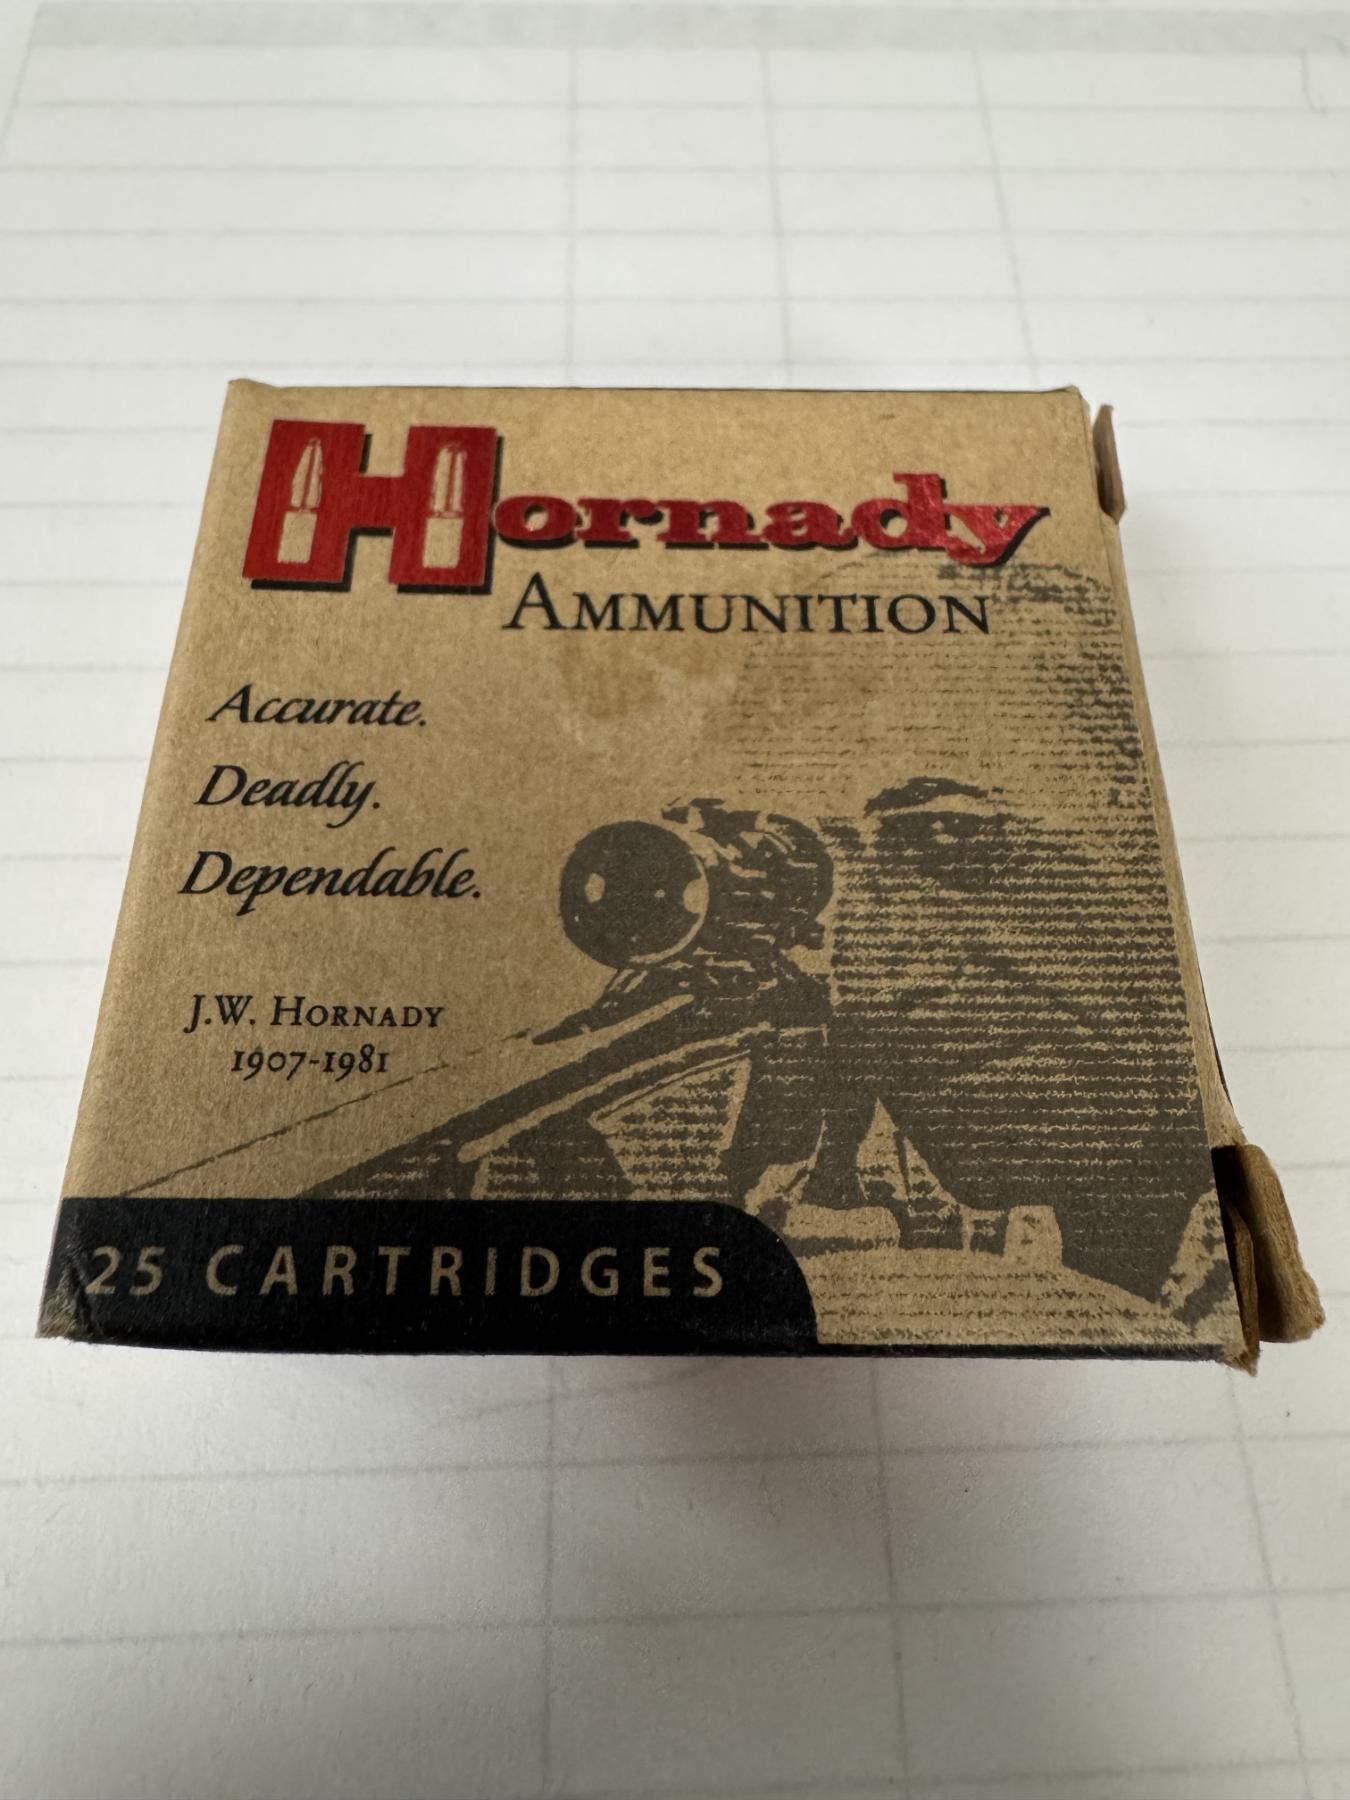 Hornady
AMMUNITION
Accurate.
Deadly.
Dependable.
J.W. HORNADY
1907-1981
25 CARTRIDGES